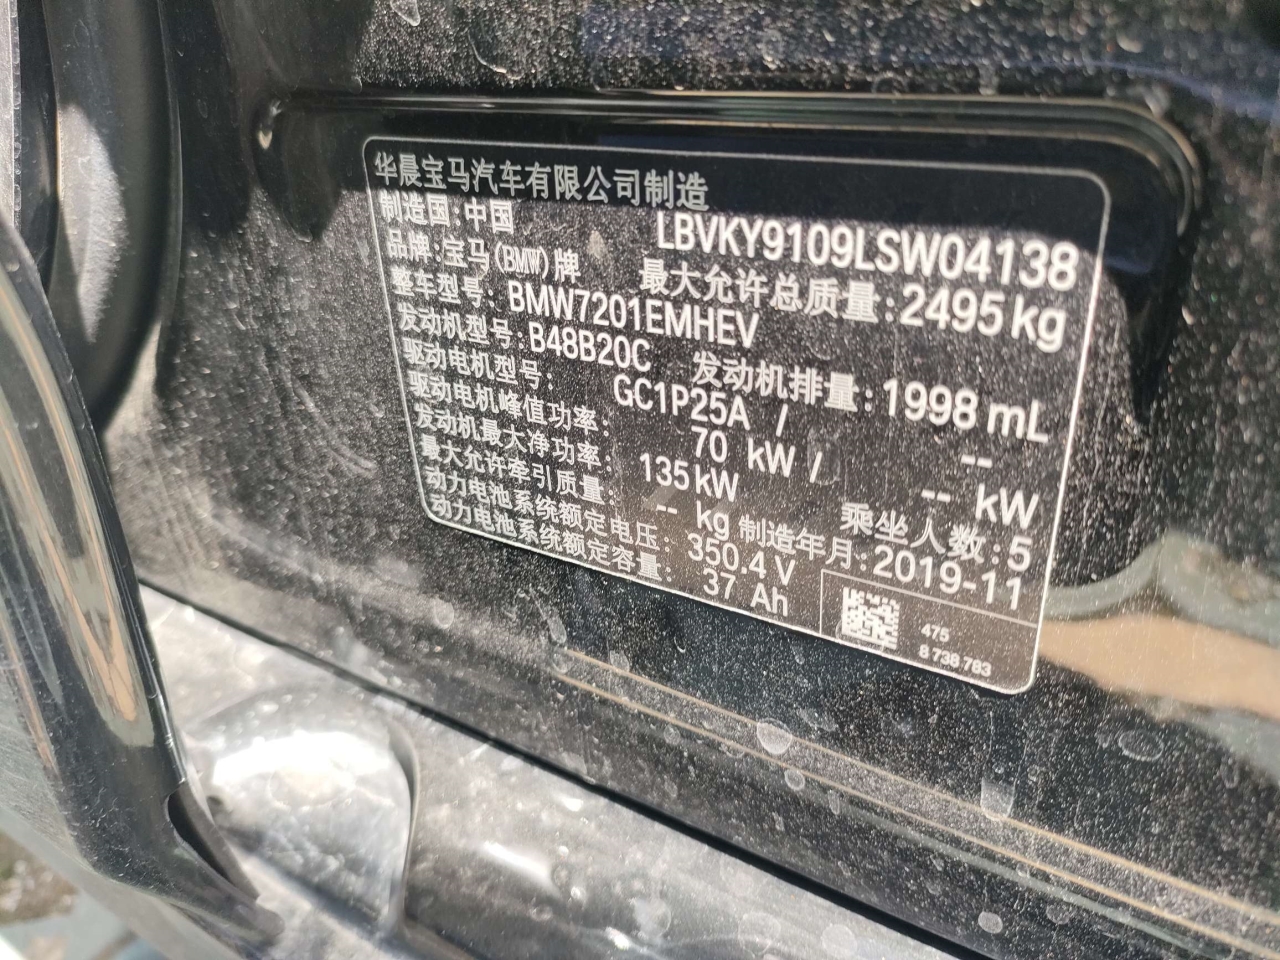 华晨宝马汽车有限公司制造
制造国:中国 LBVKY9109LSW04138
品牌:宝马(BMW)牌 最大允许总质量:2495kg
整车型号:BMW7201EMHEV
发动机型号:B48B20C 发动机排量:1998 mL
驱动电机型号: GC1P25A / --
驱动电机峰值功率: 70 kW / -- kW
发动机最大净功率: 135kW 乘坐人数:5
最大允许牵引质量: -- kg 制造年月:2019-11
动力电池系统额定电压: 350.4 V
动力电池系统额定容量: 37 Ah
475
8 738 783